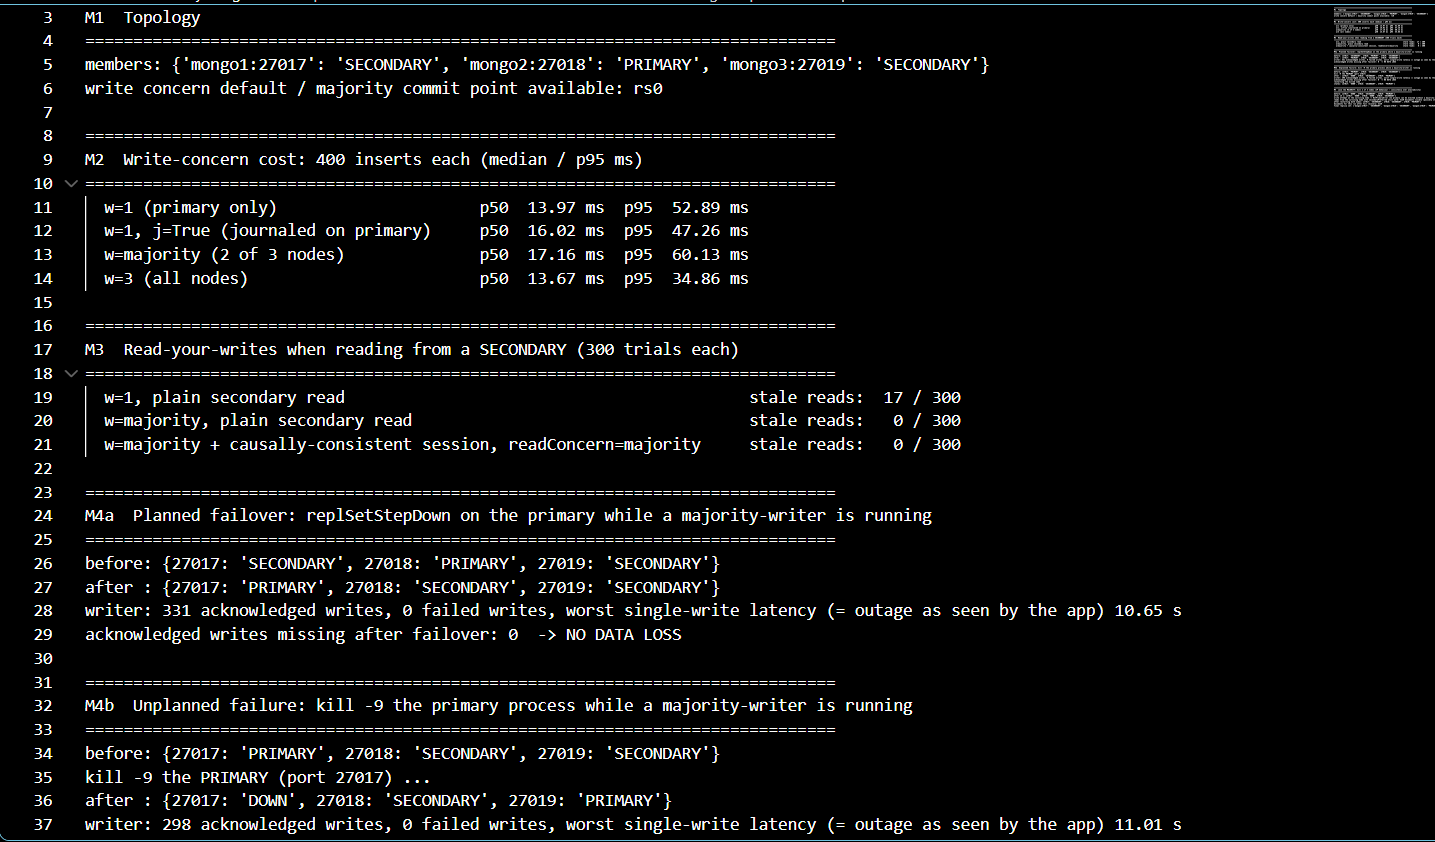 3 M1 Topology
4 ==============================================================================
5 members: {'mongo1:27017': 'SECONDARY', 'mongo2:27018': 'PRIMARY', 'mongo3:27019': 'SECONDARY'}
6 write concern default / majority commit point available: rs0
7
8 ==============================================================================
9 M2 Write-concern cost: 400 inserts each (median / p95 ms)
10 ==============================================================================
11 w=1 (primary only) p50 13.97 ms p95 52.89 ms
12 w=1, j=True (journaled on primary) p50 16.02 ms p95 47.26 ms
13 w=majority (2 of 3 nodes) p50 17.16 ms p95 60.13 ms
14 w=3 (all nodes) p50 13.67 ms p95 34.86 ms
15
16 ==============================================================================
17 M3 Read-your-writes when reading from a SECONDARY (300 trials each)
18 ==============================================================================
19 w=1, plain secondary read stale reads: 17 / 300
20 w=majority, plain secondary read stale reads: 0 / 300
21 w=majority + causally-consistent session, readConcern=majority stale reads: 0 / 300
22
23 ==============================================================================
24 M4a Planned failover: replSetStepDown on the primary while a majority-writer is running
25 ==============================================================================
26 before: {27017: 'SECONDARY', 27018: 'PRIMARY', 27019: 'SECONDARY'}
27 after : {27017: 'PRIMARY', 27018: 'SECONDARY', 27019: 'SECONDARY'}
28 writer: 331 acknowledged writes, 0 failed writes, worst single-write latency (= outage as seen by the app) 10.65 s
29 acknowledged writes missing after failover: 0 -> NO DATA LOSS
30
31 ==============================================================================
32 M4b Unplanned failure: kill -9 the primary process while a majority-writer is running
33 ==============================================================================
34 before: {27017: 'PRIMARY', 27018: 'SECONDARY', 27019: 'SECONDARY'}
35 kill -9 the PRIMARY (port 27017) ...
36 after : {27017: 'DOWN', 27018: 'SECONDARY', 27019: 'PRIMARY'}
37 writer: 298 acknowledged writes, 0 failed writes, worst single-write latency (= outage as seen by the app) 11.01 s